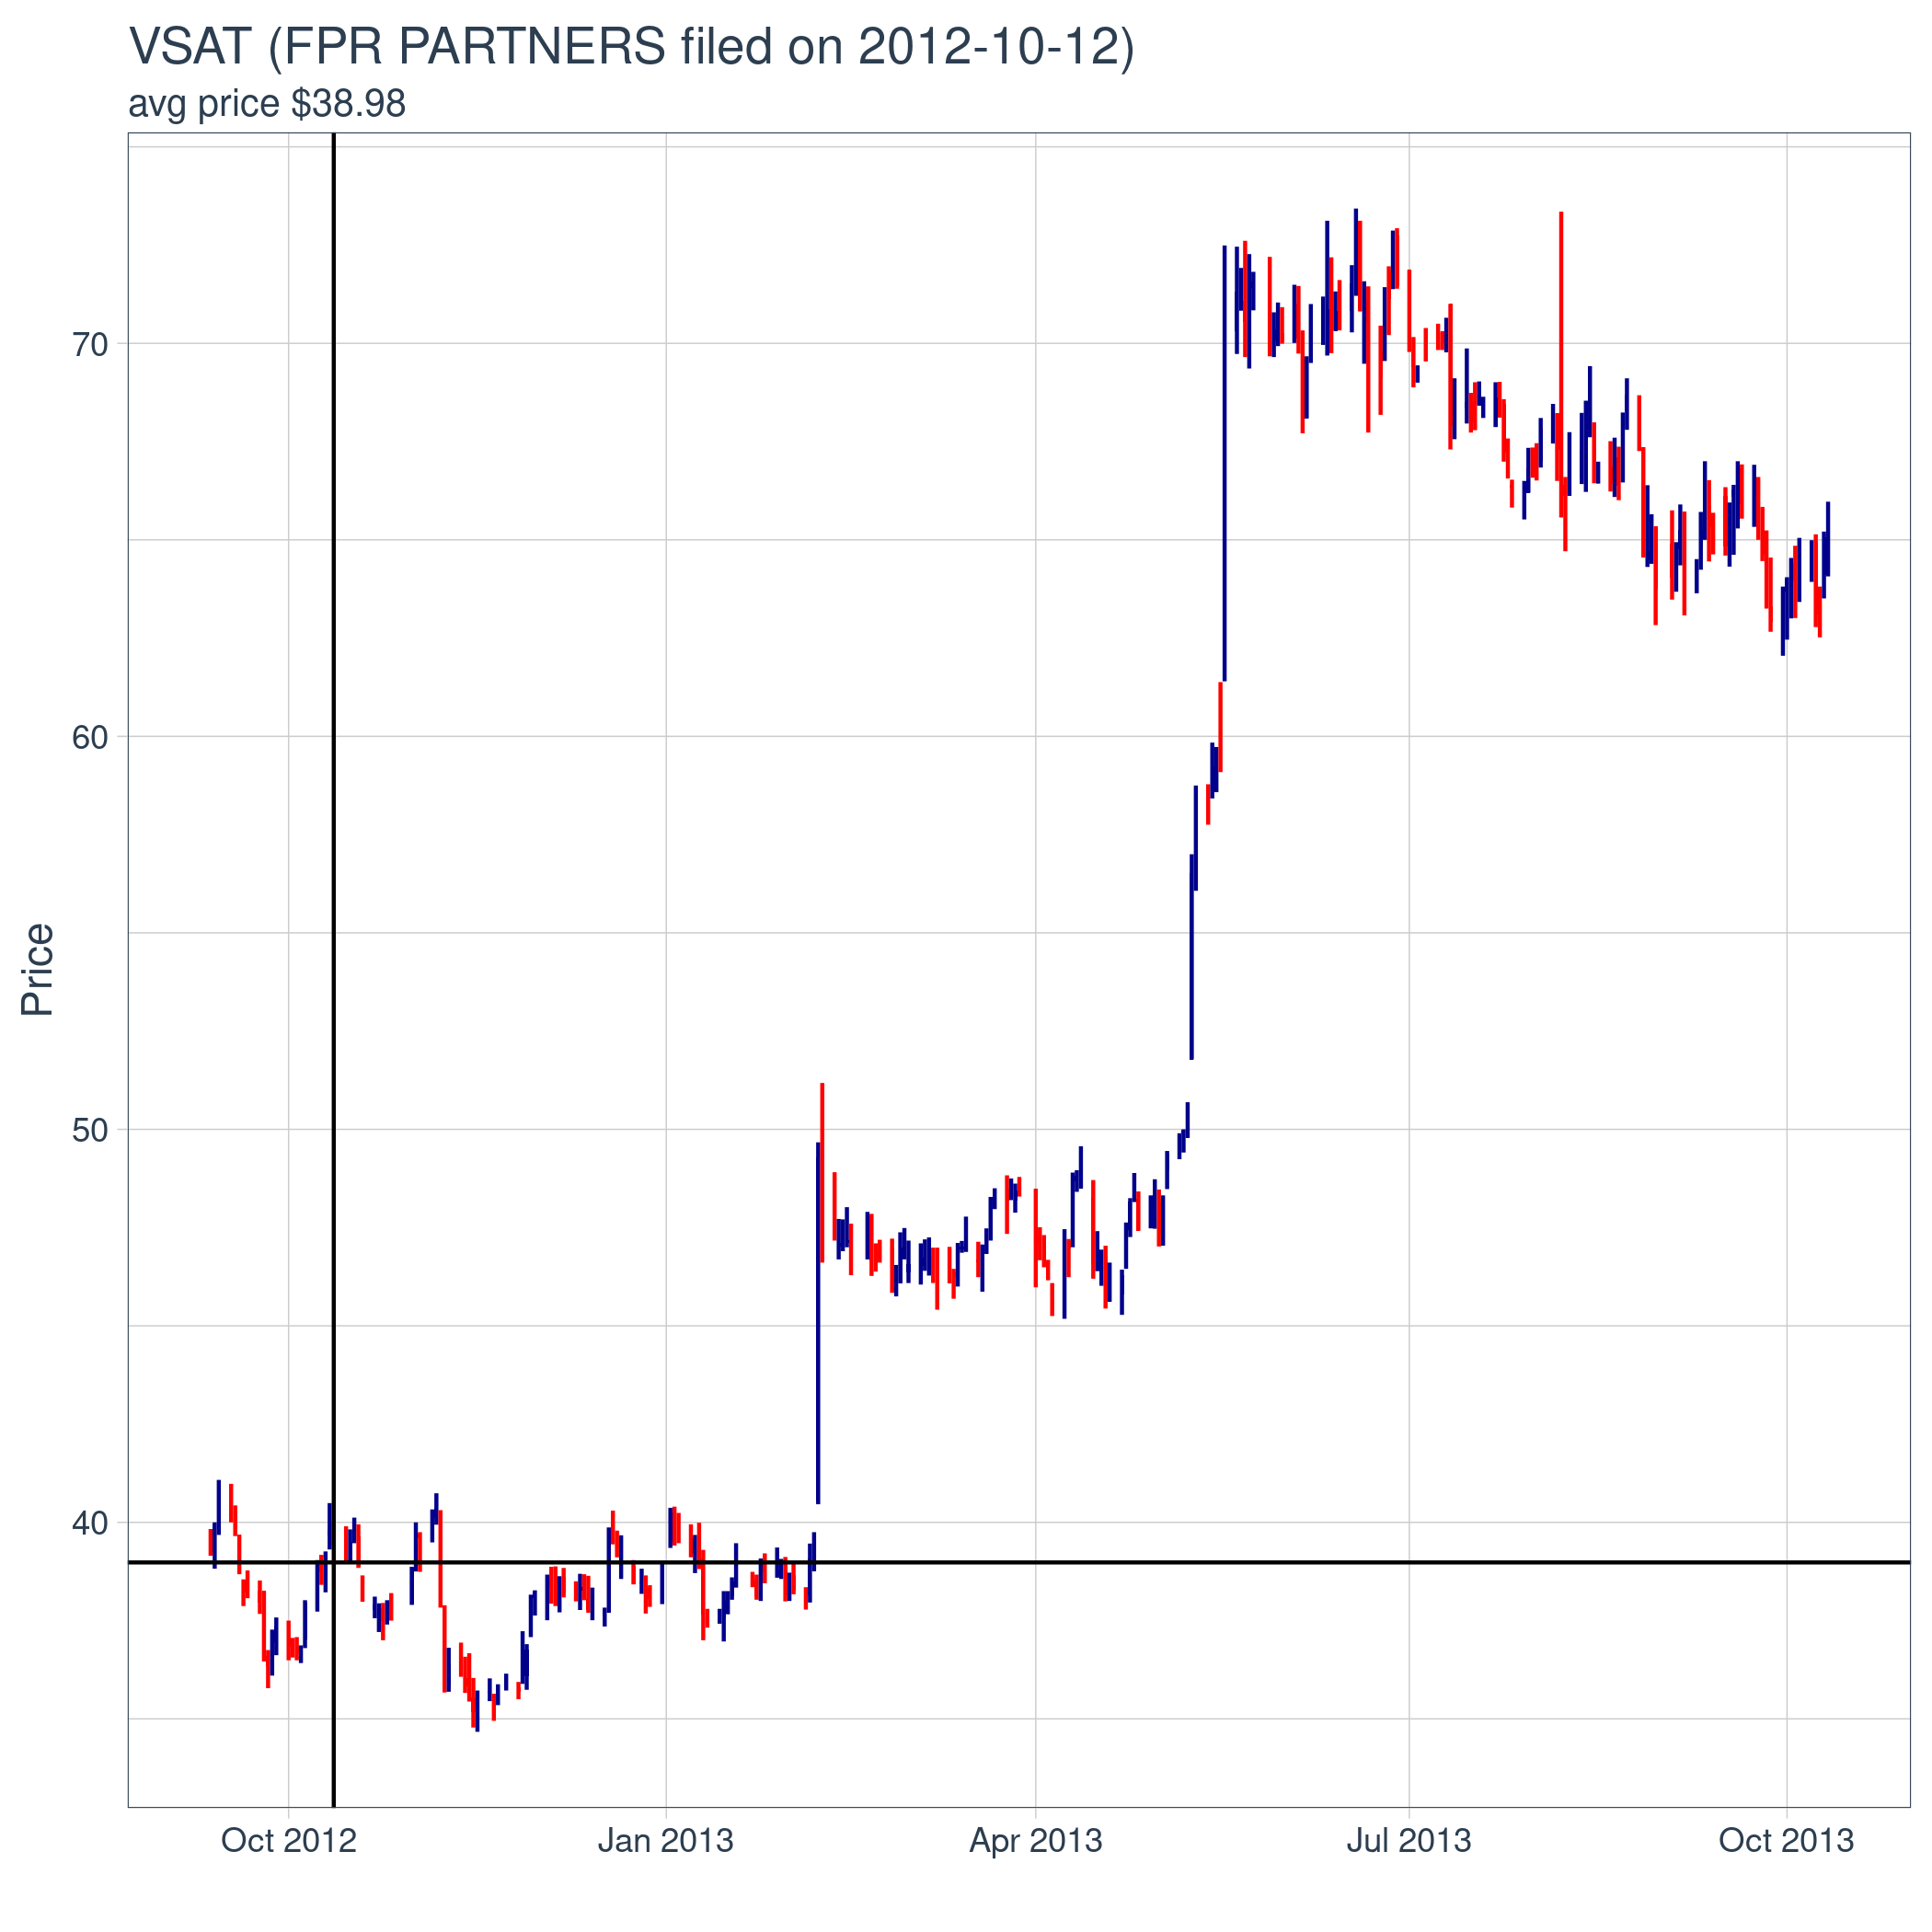 VSAT (FPR PARTNERS filed on 2012-10-12)
avg price $38.98
Price
70
60
50
40
Oct 2012
Jan 2013
Apr 2013
Jul 2013
Oct 2013